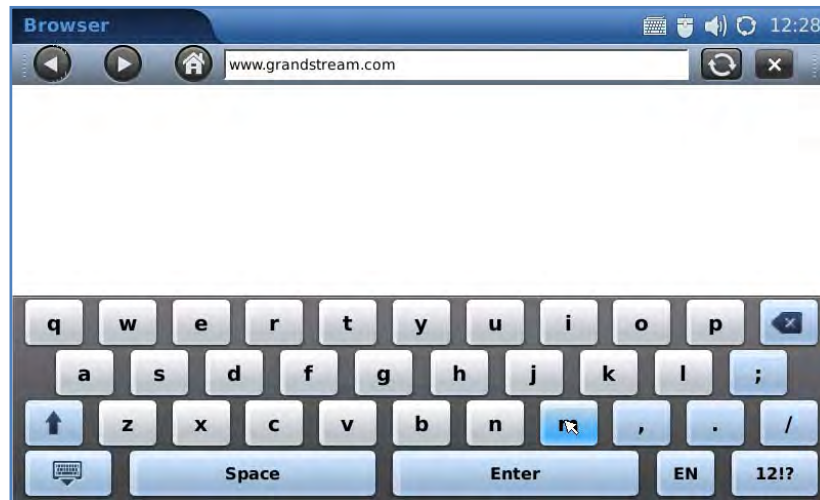 Browser 12:28
www.grandstream.com
q w e r t y u i o p
a s d f g h j k l ;
z x c v b n m , . /
Space Enter EN 12!?